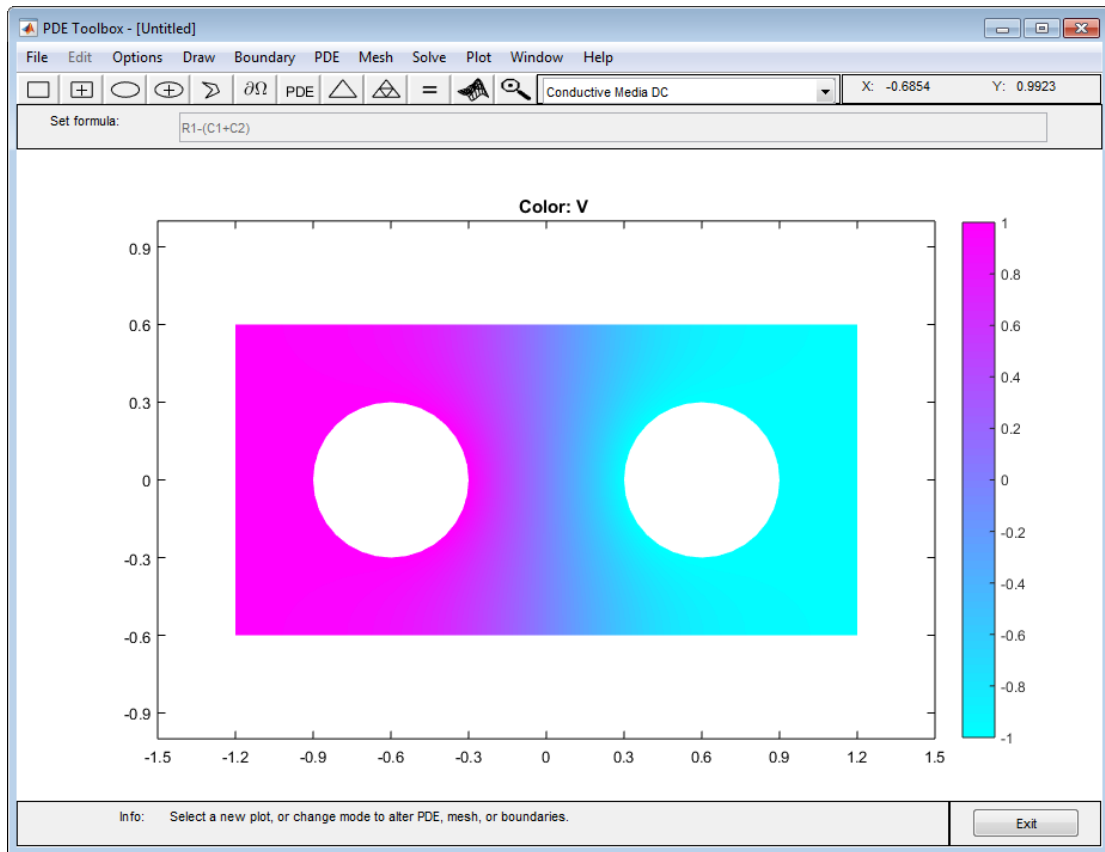 PDE Toolbox - [Untitled]
File Edit Options Draw Boundary PDE Mesh Solve Plot Window Help
∂Ω PDE = Conductive Media DC X: -0.6854 Y: 0.9923
Set formula: R1-(C1+C2)
Color: V
0.9
0.6
0.3
0
-0.3
-0.6
-0.9
-1.5 -1.2 -0.9 -0.6 -0.3 0 0.3 0.6 0.9 1.2 1.5
1
0.8
0.6
0.4
0.2
0
-0.2
-0.4
-0.6
-0.8
-1
Info: Select a new plot, or change mode to alter PDE, mesh, or boundaries.
Exit